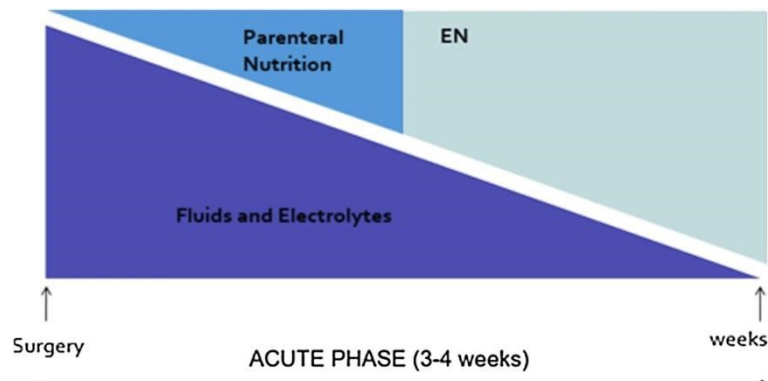 Parenteral
Nutrition
EN
Fluids and Electrolytes
Surgery
weeks
ACUTE PHASE (3-4 weeks)